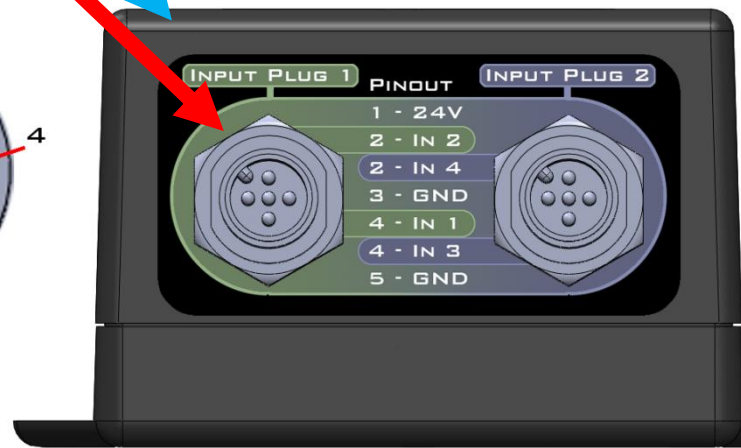 INPUT PLUG 1
PINOUT
INPUT PLUG 2
1 - 24V
2 - IN 2
2 - IN 4
3 - GND
4 - IN 1
4 - IN 3
5 - GND
4